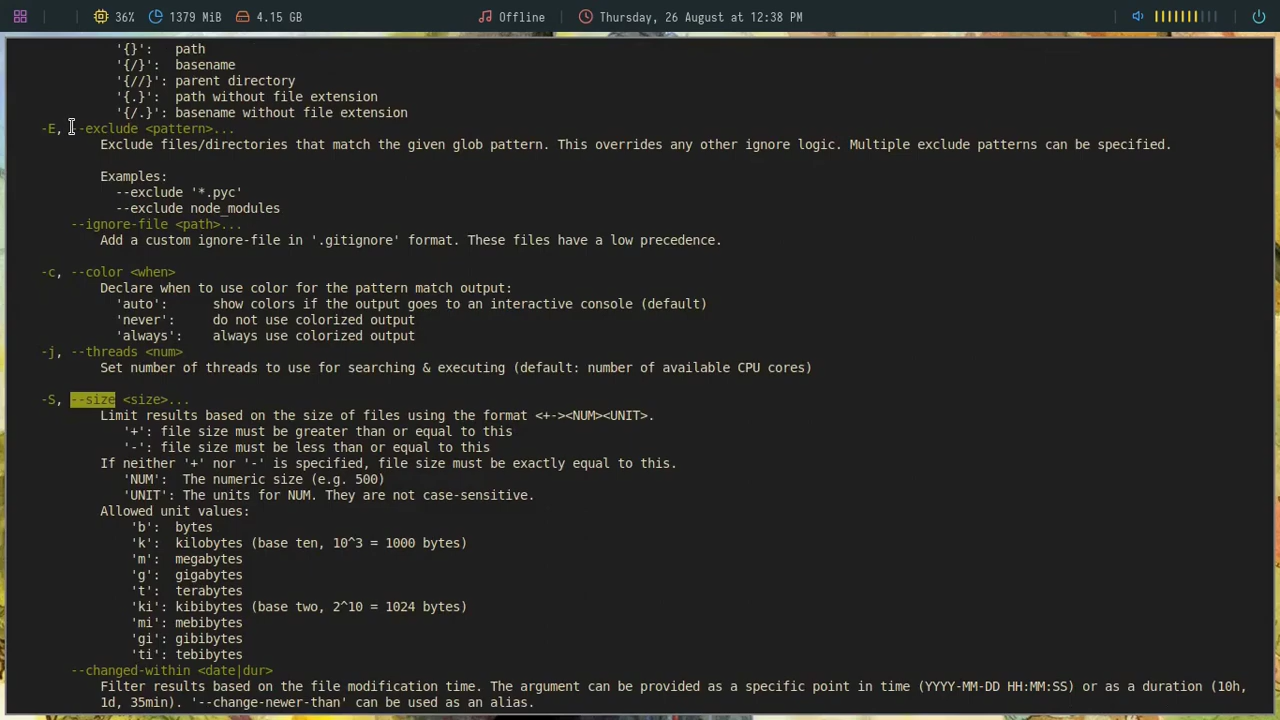 36% 1379 MiB 4.15 GB Offline Thursday, 26 August at 12:38 PM
'{}': path
'{/}': basename
'{//}': parent directory
'{.}': path without file extension
'{/.}': basename without file extension
-E, --exclude <pattern>...
Exclude files/directories that match the given glob pattern. This overrides any other ignore logic. Multiple exclude patterns can be specified.
Examples:
--exclude '*.pyc'
--exclude node_modules
--ignore-file <path>...
Add a custom ignore-file in '.gitignore' format. These files have a low precedence.
-c, --color <when>
Declare when to use color for the pattern match output:
'auto': show colors if the output goes to an interactive console (default)
'never': do not use colorized output
'always': always use colorized output
-j, --threads <num>
Set number of threads to use for searching & executing (default: number of available CPU cores)
-S, --size <size>...
Limit results based on the size of files using the format <+-><NUM><UNIT>.
'+': file size must be greater than or equal to this
'-': file size must be less than or equal to this
If neither '+' nor '-' is specified, file size must be exactly equal to this.
'NUM': The numeric size (e.g. 500)
'UNIT': The units for NUM. They are not case-sensitive.
Allowed unit values:
'b': bytes
'k': kilobytes (base ten, 10^3 = 1000 bytes)
'm': megabytes
'g': gigabytes
't': terabytes
'ki': kibibytes (base two, 2^10 = 1024 bytes)
'mi': mebibytes
'gi': gibibytes
'ti': tebibytes
--changed-within <date|dur>
Filter results based on the file modification time. The argument can be provided as a specific point in time (YYYY-MM-DD HH:MM:SS) or as a duration (10h,
1d, 35min). '--change-newer-than' can be used as an alias.